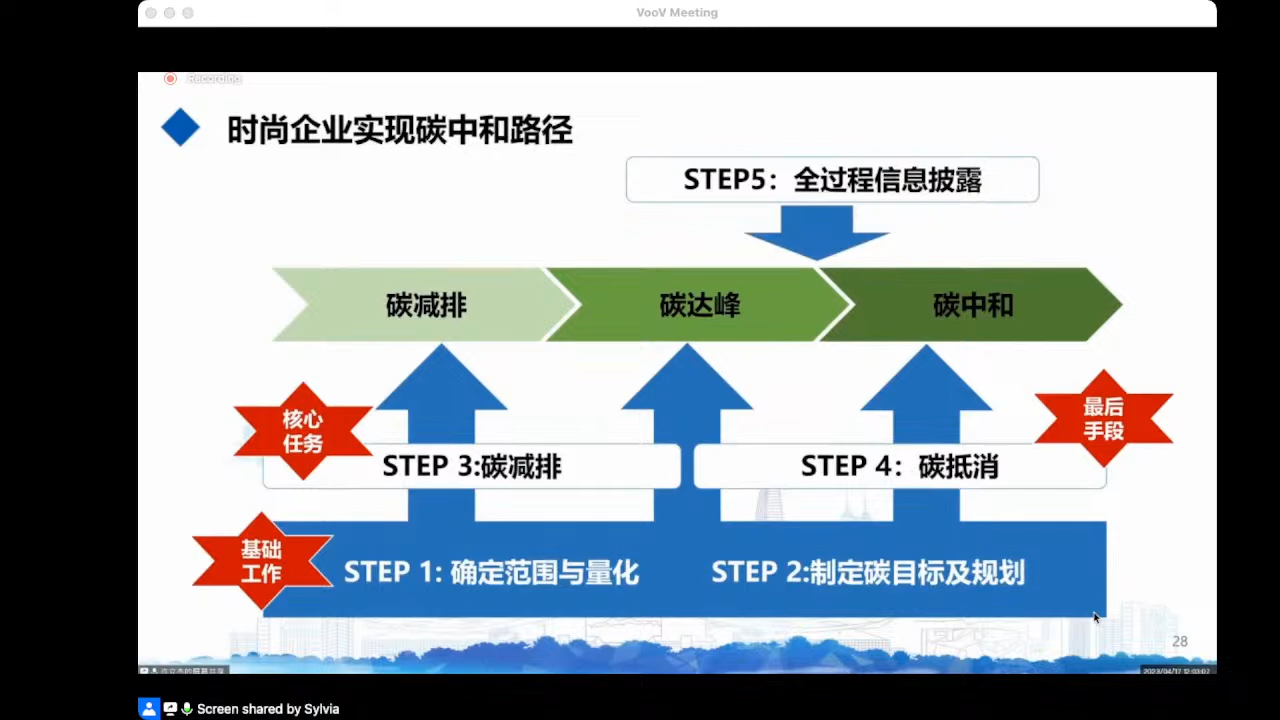 VooV Meeting
Recording
时尚企业实现碳中和路径
STEP5：全过程信息披露
碳减排
碳达峰
碳中和
核心
任务
最后
手段
STEP 3:碳减排
STEP 4：碳抵消
基础
工作
STEP 1: 确定范围与量化
STEP 2:制定碳目标及规划
28
Screen shared by Sylvia